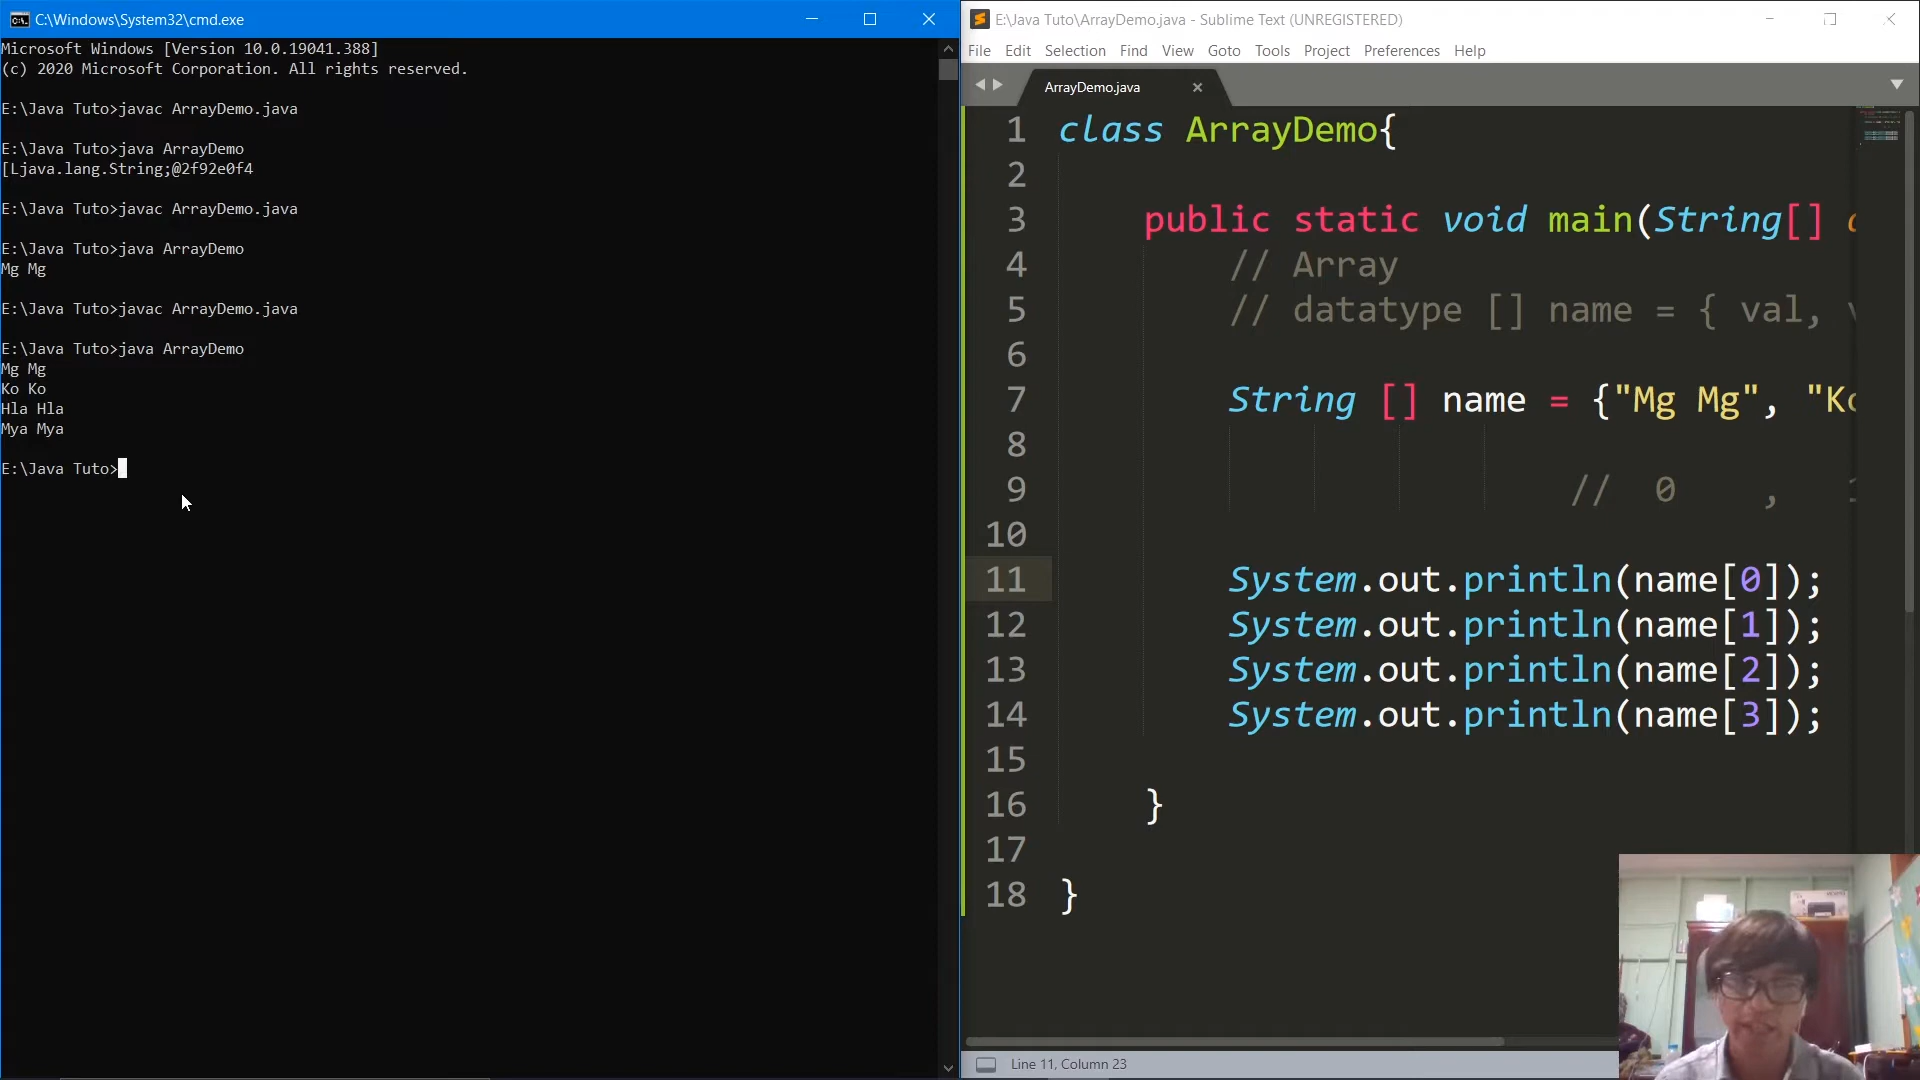 C:\Windows\System32\cmd.exe
Microsoft Windows [Version 10.0.19041.388]
(c) 2020 Microsoft Corporation. All rights reserved.
E:\Java Tuto>javac ArrayDemo.java
E:\Java Tuto>java ArrayDemo
[Ljava.lang.String;@2f92e0f4
E:\Java Tuto>javac ArrayDemo.java
E:\Java Tuto>java ArrayDemo
Mg Mg
E:\Java Tuto>javac ArrayDemo.java
E:\Java Tuto>java ArrayDemo
Mg Mg
Ko Ko
Hla Hla
Mya Mya
E:\Java Tuto>
E:\Java Tuto\ArrayDemo.java - Sublime Text (UNREGISTERED)
File Edit Selection Find View Goto Tools Project Preferences Help
ArrayDemo.java
1 class ArrayDemo{
2
3 public static void main(String[]
4 // Array
5 // datatype [] name = { val,
6
7 String [] name = {"Mg Mg", "Ko
8
9 // 0 ,
10
11 System.out.println(name[0]);
12 System.out.println(name[1]);
13 System.out.println(name[2]);
14 System.out.println(name[3]);
15
16 }
17
18 }
Line 11, Column 23